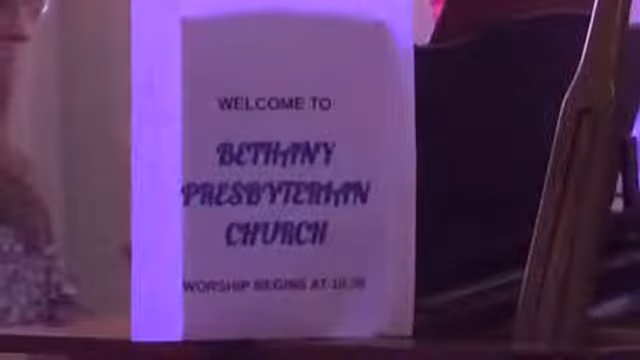 WELCOME TO
BETHANY
PRESBYTERIAN
CHURCH
WORSHIP BEGINS AT